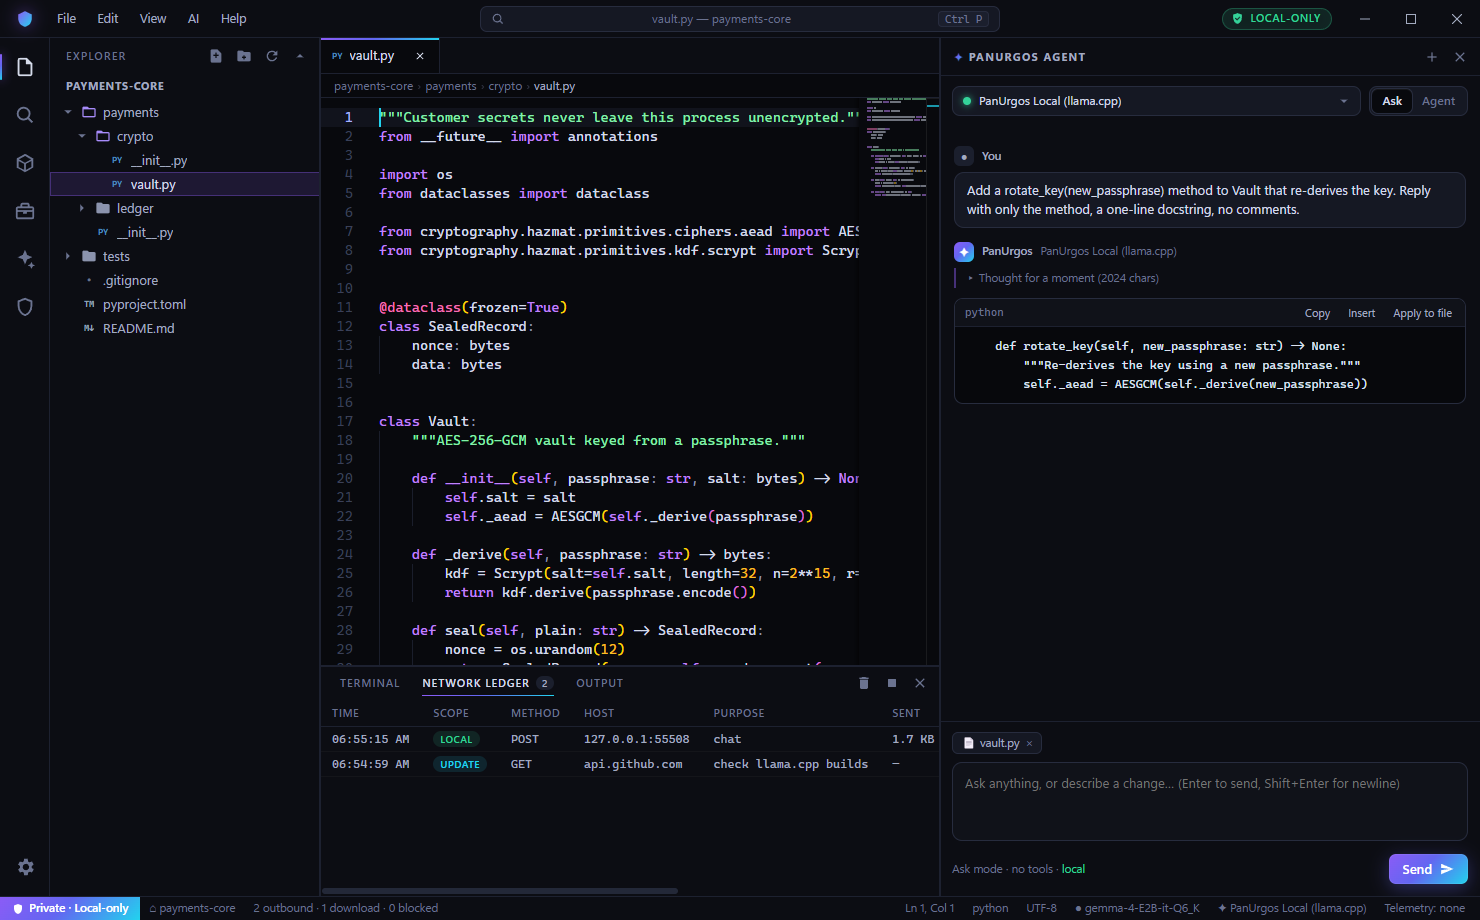 File Edit View AI Help
vault.py — payments-core
Ctrl P
LOCAL-ONLY
EXPLORER
PAYMENTS-CORE
payments
crypto
PY __init__.py
PY vault.py
ledger
PY __init__.py
tests
.gitignore
TM pyproject.toml
M↓ README.md
PY vault.py ×
payments-core › payments › crypto › vault.py
1 """Customer secrets never leave this process unencrypted."
2 from __future__ import annotations
3
4 import os
5 from dataclasses import dataclass
6
7 from cryptography.hazmat.primitives.ciphers.aead import AES
8 from cryptography.hazmat.primitives.kdf.scrypt import Scryp
9
10
11 @dataclass(frozen=True)
12 class SealedRecord:
13 nonce: bytes
14 data: bytes
15
16
17 class Vault:
18 """AES-256-GCM vault keyed from a passphrase."""
19
20 def __init__(self, passphrase: str, salt: bytes) -> Non
21 self.salt = salt
22 self._aead = AESGCM(self._derive(passphrase))
23
24 def _derive(self, passphrase: str) -> bytes:
25 kdf = Scrypt(salt=self.salt, length=32, n=2**15, r=
26 return kdf.derive(passphrase.encode())
27
28 def seal(self, plain: str) -> SealedRecord:
29 nonce = os.urandom(12)
TERMINAL NETWORK LEDGER 2 OUTPUT
TIME SCOPE METHOD HOST PURPOSE SENT
06:55:15 AM LOCAL POST 127.0.0.1:55508 chat 1.7 KB
06:54:59 AM UPDATE GET api.github.com check llama.cpp builds —
PANURGOS AGENT
PanUrgos Local (llama.cpp)
Ask Agent
You
Add a rotate_key(new_passphrase) method to Vault that re-derives the key. Reply
with only the method, a one-line docstring, no comments.
PanUrgos PanUrgos Local (llama.cpp)
Thought for a moment (2024 chars)
python Copy Insert Apply to file
def rotate_key(self, new_passphrase: str) -> None:
"""Re-derives the key using a new passphrase."""
self._aead = AESGCM(self._derive(new_passphrase))
vault.py ×
Ask anything, or describe a change... (Enter to send, Shift+Enter for newline)
Ask mode · no tools · local
Send
Private · Local-only
payments-core
2 outbound · 1 download · 0 blocked
Ln 1, Col 1 python UTF-8 gemma-4-E2B-it-Q6_K PanUrgos Local (llama.cpp) Telemetry: none